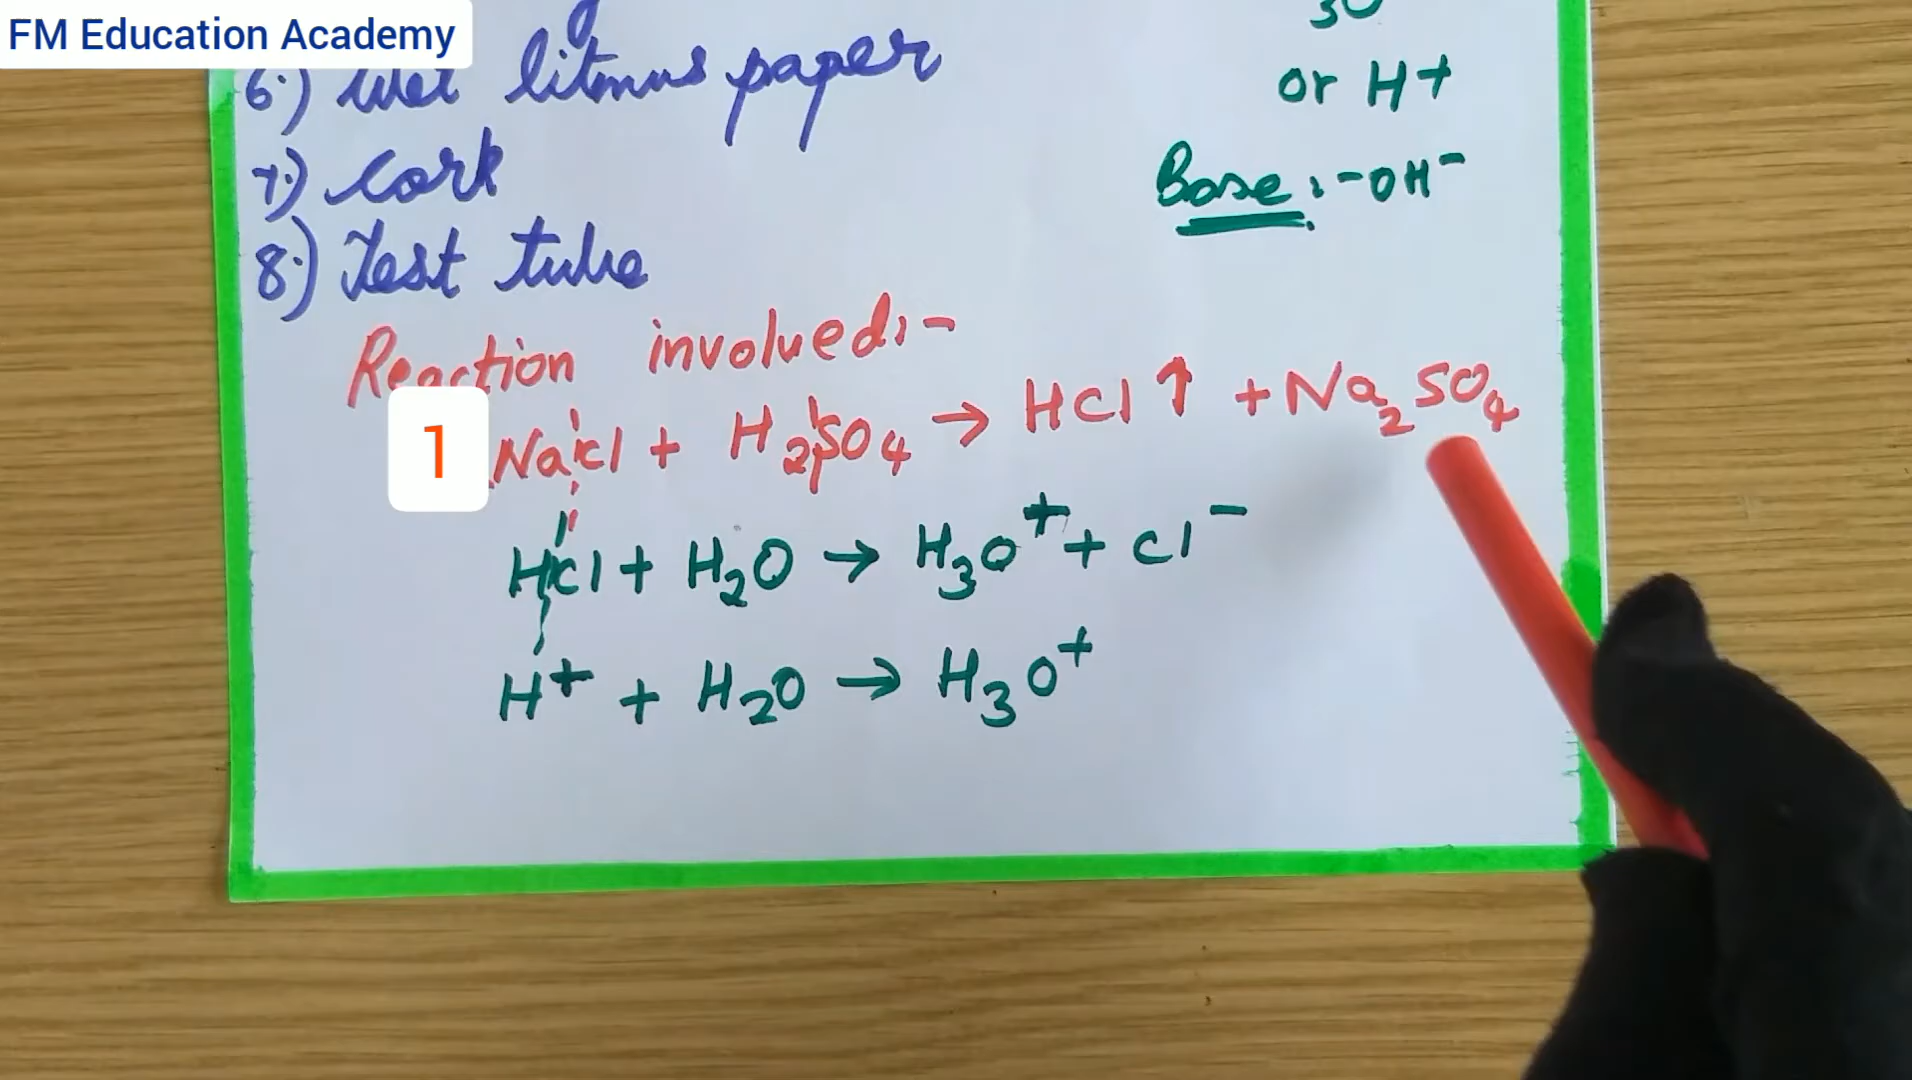 FM Education Academy
6.) Wet litmus paper
7.) Cork
8.) Test tube
3O
or H+
Base :-OH⁻
Reaction involved:-
1
NaCl + H₂SO₄ → HCl ↑ + Na₂SO₄
HCl + H₂O → H₃O⁺ + Cl⁻
H⁺ + H₂O → H₃O⁺